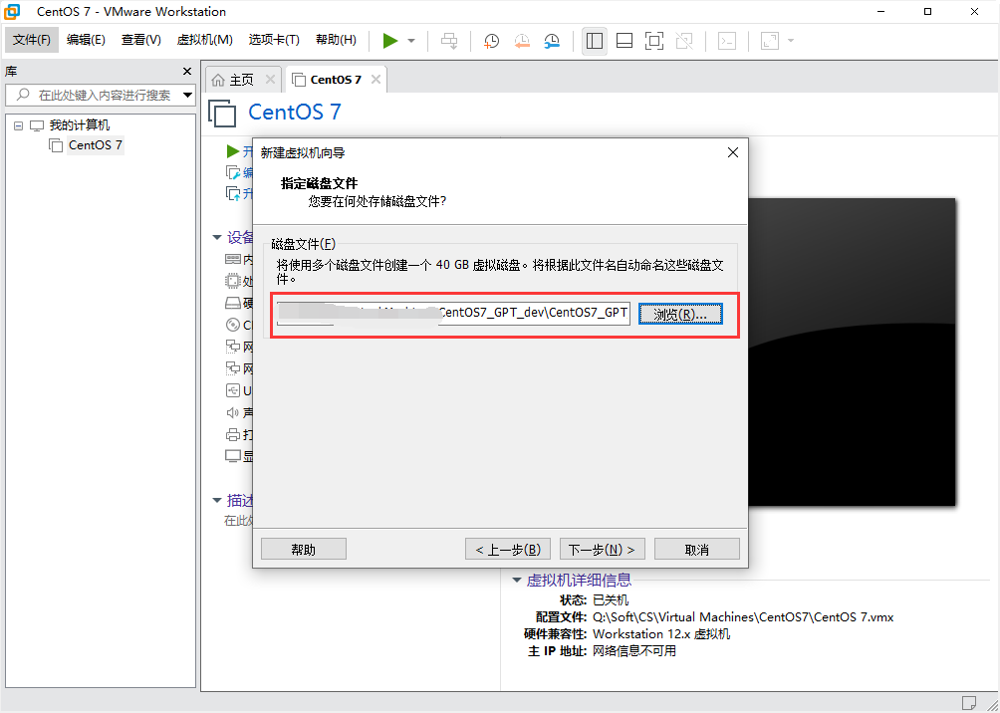 CentOS 7 - VMware Workstation
文件(F) 编辑(E) 查看(V) 虚拟机(M) 选项卡(T) 帮助(H)
库
在此处键入内容进行搜索
我的计算机
CentOS 7
主页
CentOS 7
CentOS 7
开
编
升
设备
内
处
硬
网
网
声
打
显
描述
在此处
新建虚拟机向导
指定磁盘文件
您要在何处存储磁盘文件?
磁盘文件(F)
将使用多个磁盘文件创建一个 40 GB 虚拟磁盘。将根据此文件名自动命名这些磁盘文
件。
CentOS7_GPT_dev\CentOS7_GPT
浏览(R)...
帮助
< 上一步(B)
下一步(N) >
取消
虚拟机详细信息
状态: 已关机
配置文件: Q:\Soft\CS\Virtual Machines\CentOS7\CentOS 7.vmx
硬件兼容性: Workstation 12.x 虚拟机
主 IP 地址: 网络信息不可用